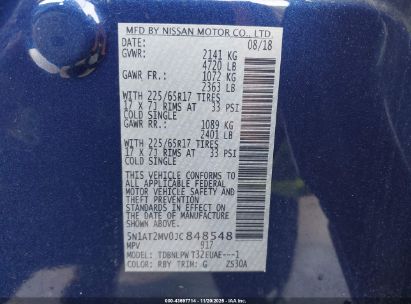 MFD BY NISSAN MOTOR CO., LTD.
DATE: 08/18
GVWR: 2141 KG
4720 LB
GAWR FR.: 1072 KG
2363 LB
WITH 225/65R17 TIRES
17 X 7J RIMS AT 33 PSI
COLD SINGLE
GAWR RR.: 1089 KG
2401 LB
WITH 225/65R17 TIRES
17 X 7J RIMS AT 33 PSI
COLD SINGLE
THIS VEHICLE CONFORMS TO
ALL APPLICABLE FEDERAL
MOTOR VEHICLE SAFETY AND
THEFT PREVENTION
STANDARDS IN EFFECT ON
THE DATE OF MANUFACTURE
SHOWN ABOVE.
5N1AT2MV0JC848548
MPV 917
MODEL: TDBNLPWT32EUAE---1
COLOR: RBY TRIM: G ZS30A